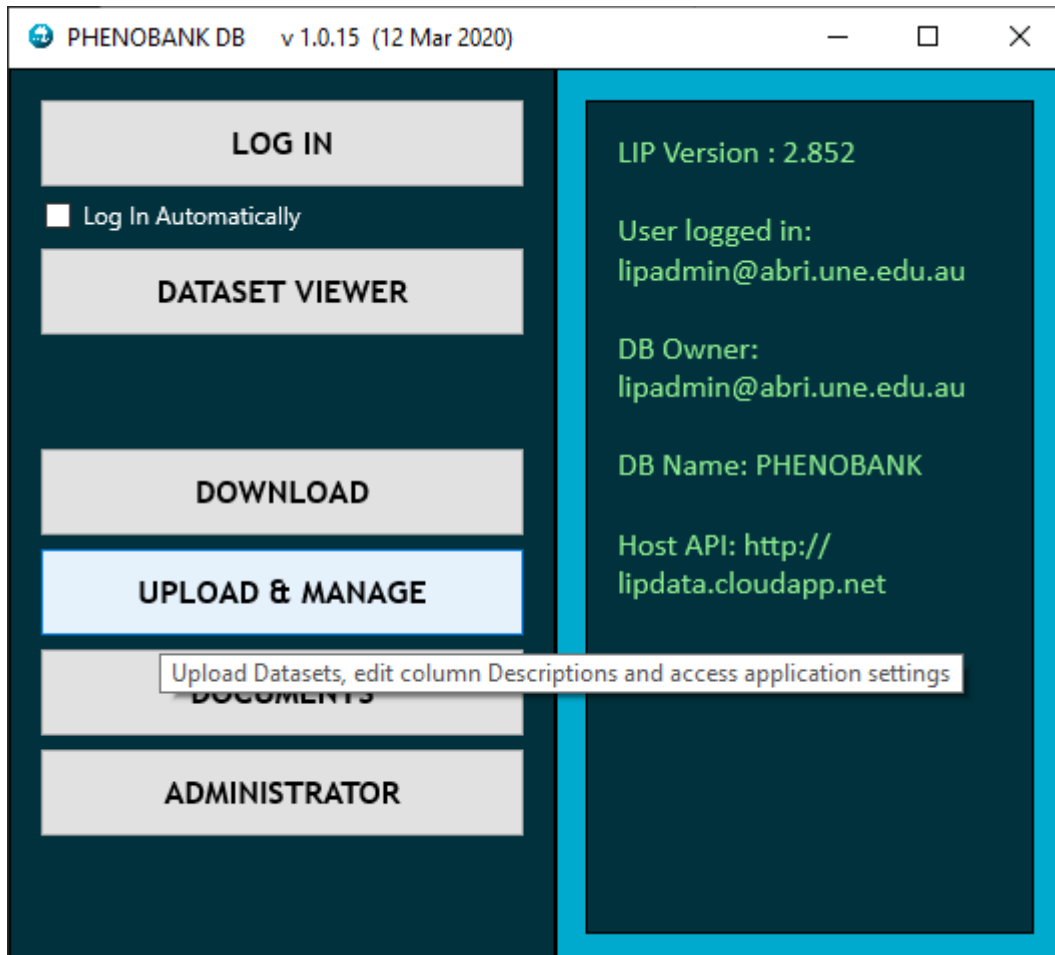 PHENOBANK DB v 1.0.15 (12 Mar 2020)
LOG IN
Log In Automatically
DATASET VIEWER
DOWNLOAD
UPLOAD & MANAGE
Upload Datasets, edit column Descriptions and access application settings
DOCUMENTS
ADMINISTRATOR
LIP Version : 2.852
User logged in:
lipadmin@abri.une.edu.au
DB Owner:
lipadmin@abri.une.edu.au
DB Name: PHENOBANK
Host API: http://
lipdata.cloudapp.net